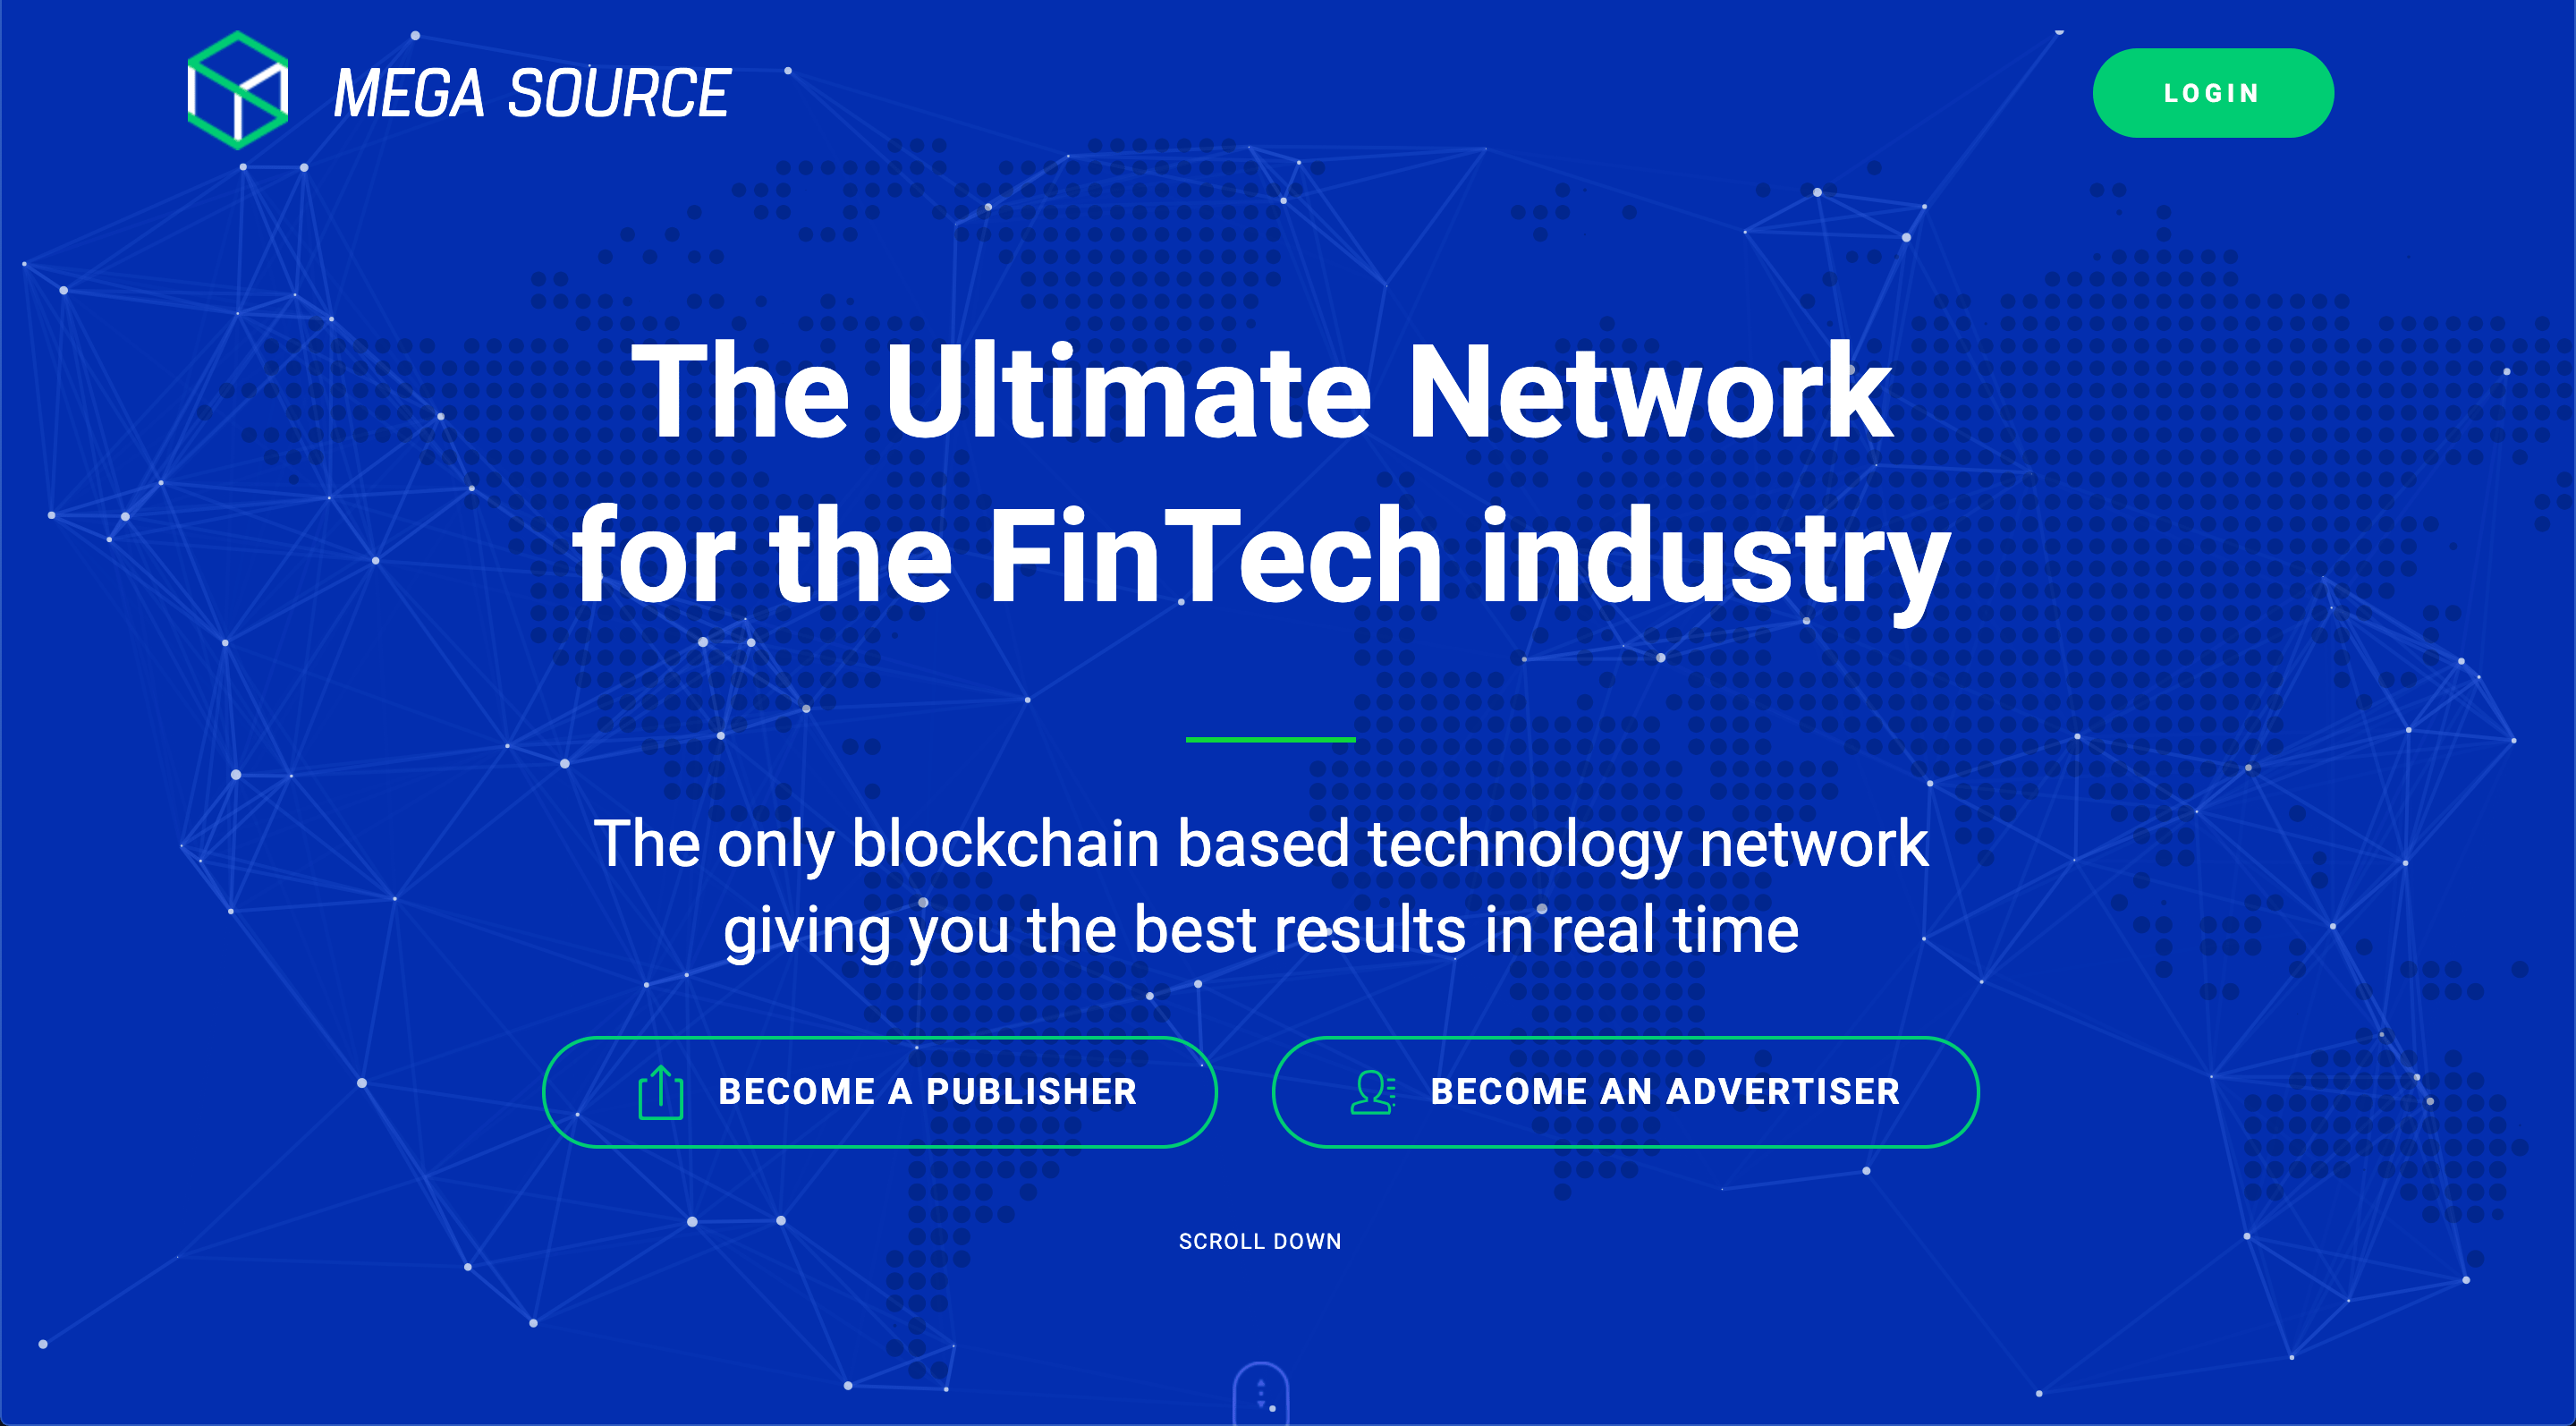 MEGA SOURCE
LOGIN
The Ultimate Network
for the FinTech industry
The only blockchain based technology network
giving you the best results in real time
BECOME A PUBLISHER
BECOME AN ADVERTISER
SCROLL DOWN